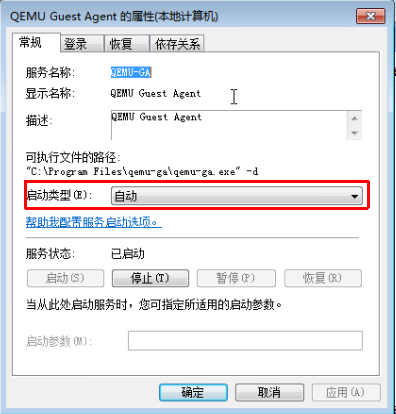 QEMU Guest Agent 的属性(本地计算机)
常规 登录 恢复 依存关系
服务名称: QEMU-GA
显示名称: QEMU Guest Agent
描述: QEMU Guest Agent
可执行文件的路径:
"C:\Program Files\qemu-ga\qemu-ga.exe" -d
启动类型(E): 自动
帮助我配置服务启动选项。
服务状态: 已启动
启动(S) 停止(T) 暂停(P) 恢复(R)
当从此处启动服务时，您可指定所适用的启动参数。
启动参数(M):
确定 取消 应用(A)